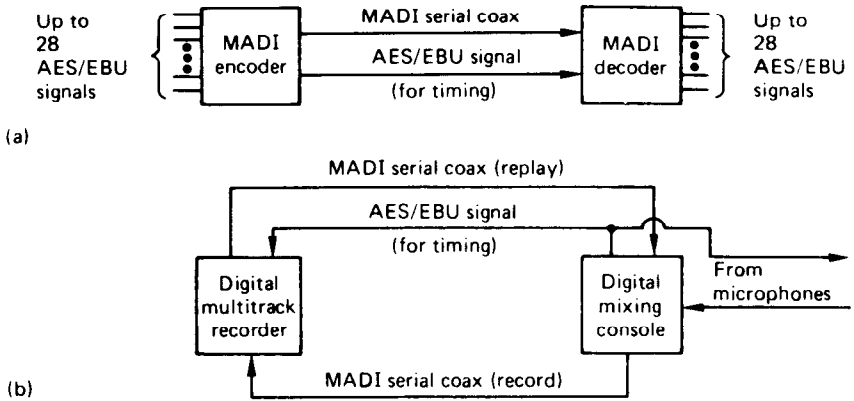 Up to
28
AES/EBU
signals
MADI
encoder
MADI serial coax
AES/EBU signal
(for timing)
MADI
decoder
Up to
28
AES/EBU
signals
(a)
MADI serial coax (replay)
AES/EBU signal
(for timing)
Digital
multitrack
recorder
Digital
mixing
console
From
microphones
MADI serial coax (record)
(b)